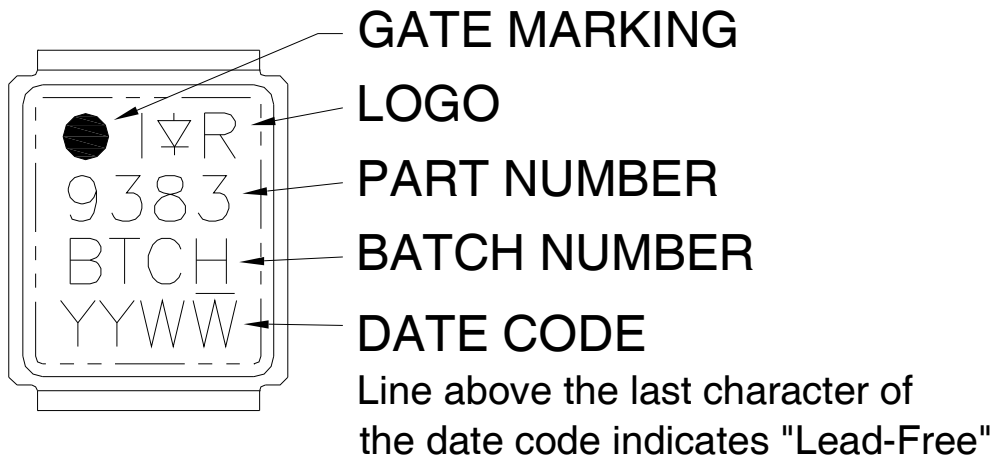 GATE MARKING
I R
LOGO
9383
PART NUMBER
BTCH
BATCH NUMBER
YYWW
DATE CODE
Line above the last character of
the date code indicates "Lead-Free"